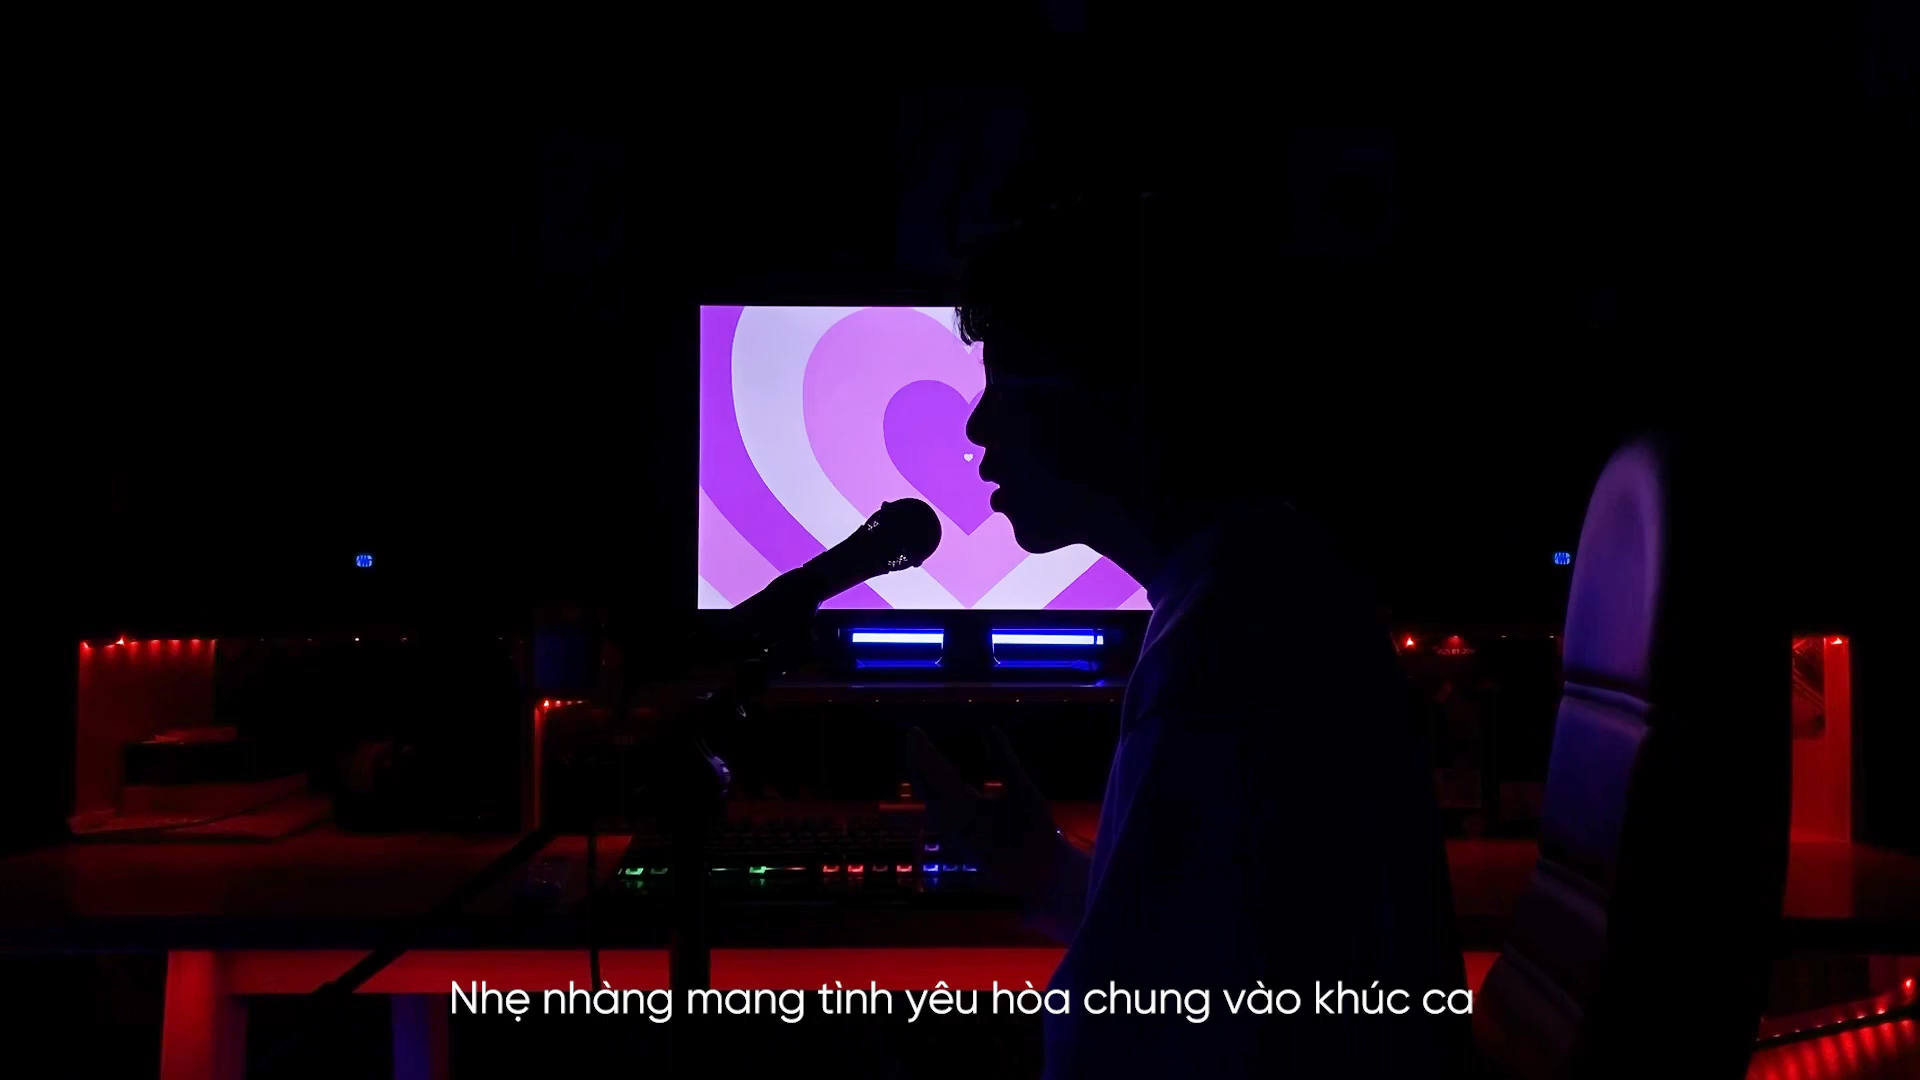 Nhẹ nhàng mang tình yêu hòa chung vào khúc ca